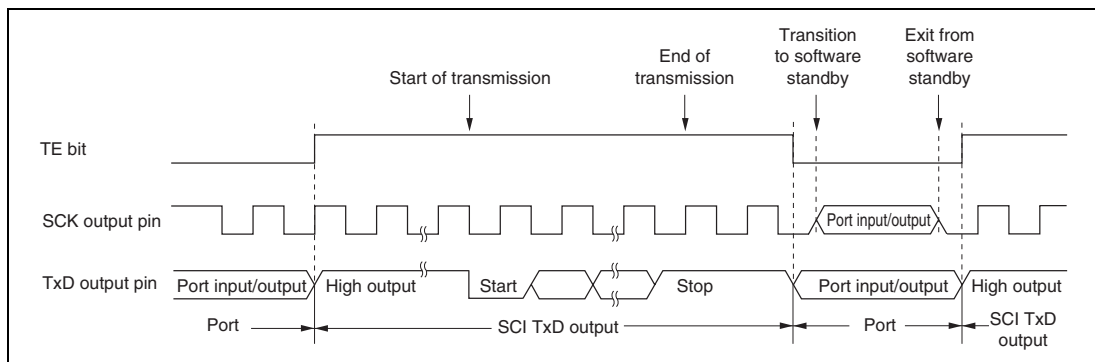 Transition
to software
standby
Exit from
software
standby
Start of transmission
End of
transmission
TE bit
SCK output pin
Port input/output
TxD output pin
Port input/output
High output
Start
Stop
Port input/output
High output
Port
SCI TxD output
Port
SCI TxD
output